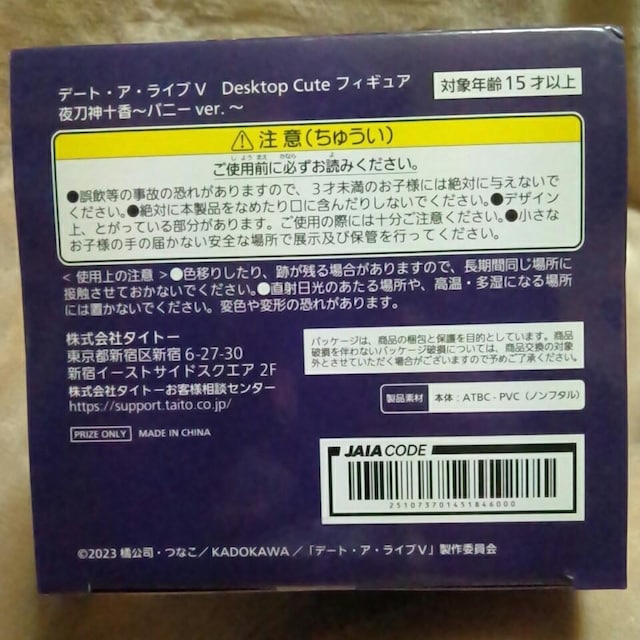 デート・ア・ライブⅤ Desktop Cute フィギュア
夜刀神十香～バニー ver. ～
対象年齢 15 才以上
⚠ 注意(ちゅうい)
ご使用前に必ずお読みください。
●誤飲等の事故の恐れがありますので、3才未満のお子様には絶対に与えないで
ください。●絶対に本製品をなめたり口に含んだりしないでください。●デザイン
上、とがっている部分があります。ご使用の際には十分ご注意ください。●小さな
お子様の手の届かない安全な場所で展示及び保管を行ってください。
< 使用上の注意 >●色移りしたり、跡が残る場合がありますので、長期間同じ場所に
接触させておかないでください。●直射日光のあたる場所や、高温・多湿になる場所
には置かないでください。変色や変形の恐れがあります。
株式会社タイトー
東京都新宿区新宿 6-27-30
新宿イーストサイドスクエア 2F
株式会社タイトーお客様相談センター
https://support.taito.co.jp/
PRIZE ONLY MADE IN CHINA
パッケージは、商品の梱包と保護を目的としています。商品
破損を伴わないパッケージ破損については、商品交換の対象
外とさせていただく場合がございますので予めご了承ください。
製品素材 本体:ATBC-PVC(ノンフタル)
JAIA CODE
2510737014518460​00
©2023 橘公司・つなこ/KADOKAWA/「デート・ア・ライブⅤ」製作委員会